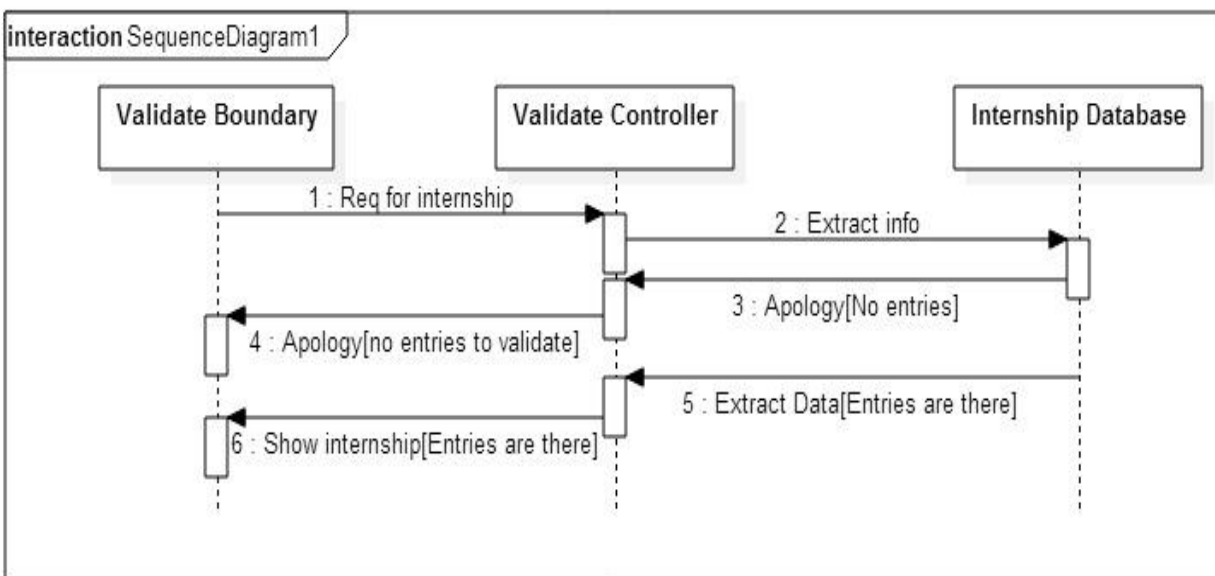 interaction SequenceDiagram1
Validate Boundary
Validate Controller
Internship Database
1 : Req for internship
2 : Extract info
3 : Apology[No entries]
4 : Apology[no entries to validate]
5 : Extract Data[Entries are there]
6 : Show internship[Entries are there]